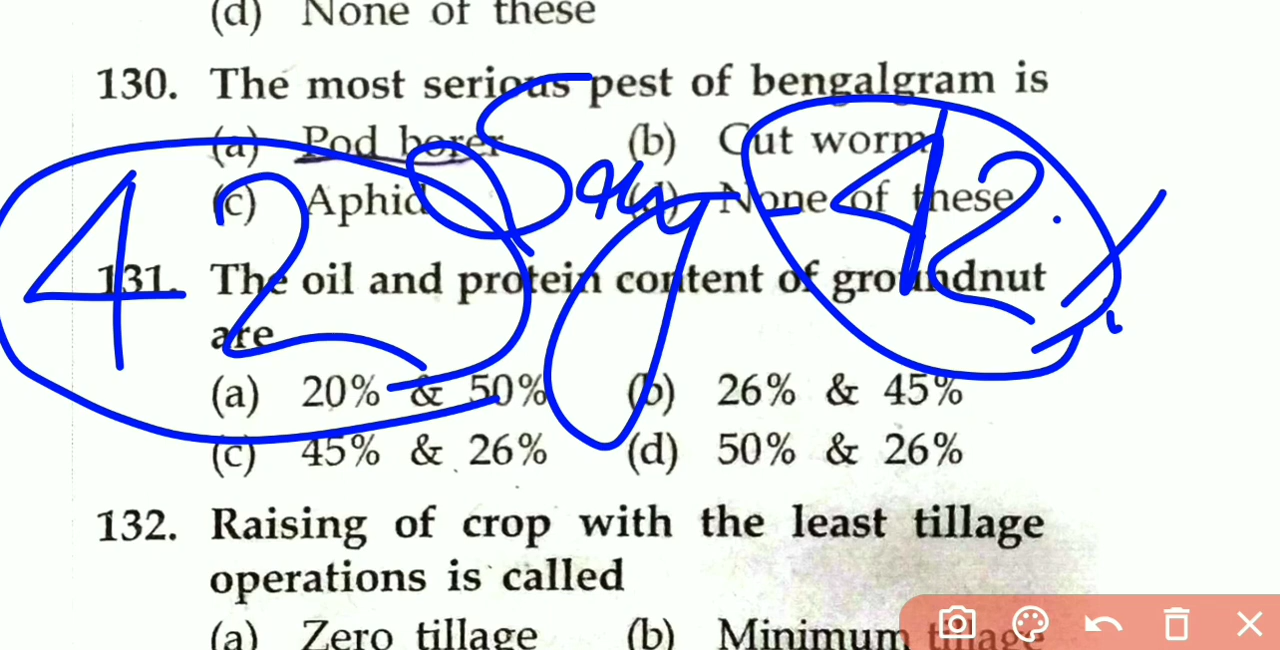 (d) None of these
130. The most serious pest of bengalgram is
(a) Pod borer (b) Cut worm
(c) Aphid (d) None of these
131. The oil and protein content of groundnut
are
(a) 20% & 50% (b) 26% & 45%
(c) 45% & 26% (d) 50% & 26%
132. Raising of crop with the least tillage
operations is called
(a) Zero tillage (b) Minimum tillage
42
42